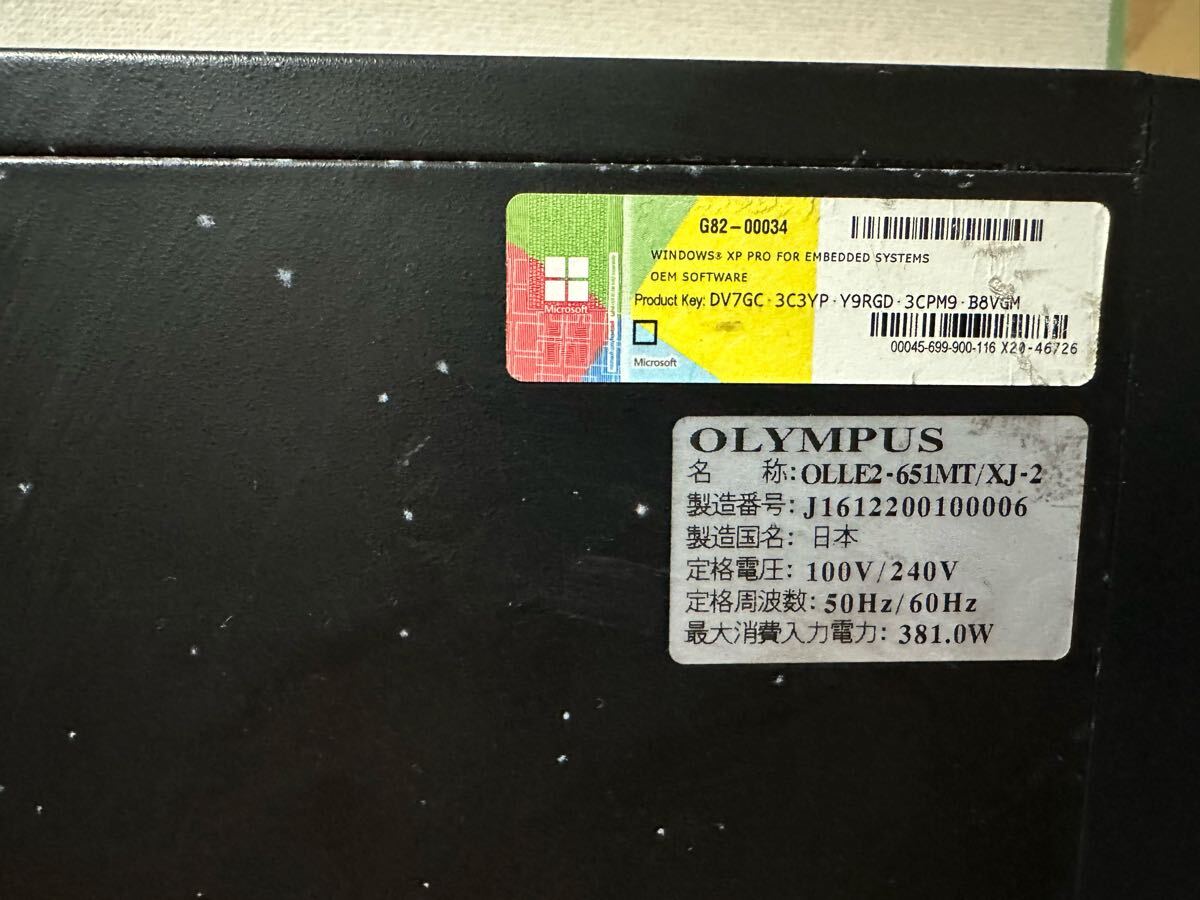 G82-00034
WINDOWS® XP PRO FOR EMBEDDED SYSTEMS
OEM SOFTWARE
Product Key: DV7GC-3C3YP-Y9RGD-3CPM9-B8VGM
Microsoft
Microsoft
00045-699-900-116 X20-46726
OLYMPUS
名 称: OLLE2-651MT/XJ-2
製造番号: J1612200100006
製造国名: 日本
定格電圧: 100V/240V
定格周波数: 50Hz/60Hz
最大消費入力電力: 381.0W